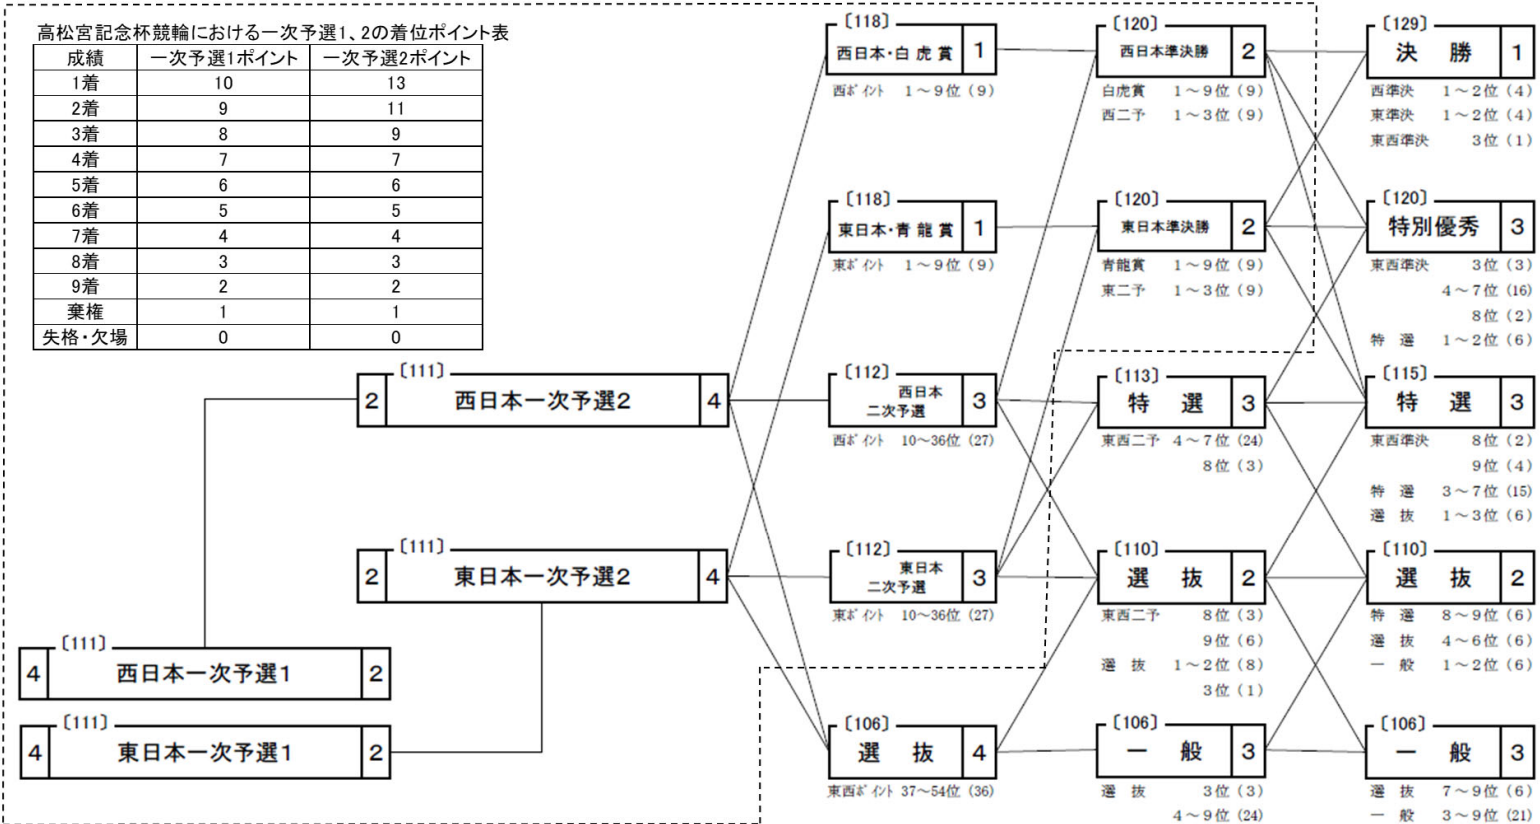 高松宮記念杯競輪における一次予選1、2の着位ポイント表
成績 一次予選1ポイント 一次予選2ポイント
1着 10 13
2着 9 11
3着 8 9
4着 7 7
5着 6 6
6着 5 5
7着 4 4
8着 3 3
9着 2 2
棄権 1 1
失格・欠場 0 0
〔111〕
4 西日本一次予選1 2
〔111〕
4 東日本一次予選1 2
〔111〕
2 西日本一次予選2 4
〔111〕
2 東日本一次予選2 4
〔118〕
西日本・白虎賞 1
西ポイント 1～9位（9）
〔118〕
東日本・青龍賞 1
東ポイント 1～9位（9）
〔112〕
西日本
二次予選 3
西ポイント 10～36位（27）
〔112〕
東日本
二次予選 3
東ポイント 10～36位（27）
〔106〕
選 抜 4
東西ポイント 37～54位（36）
〔120〕
西日本準決勝 2
白虎賞 1～9位（9）
西二予 1～3位（9）
〔120〕
東日本準決勝 2
青龍賞 1～9位（9）
東二予 1～3位（9）
〔113〕
特 選 3
東西二予 4～7位（24）
8位（3）
〔110〕
選 抜 2
東西二予 8位（3）
9位（6）
選 抜 1～2位（8）
3位（1）
〔106〕
一 般 3
選 抜 3位（3）
4～9位（24）
〔129〕
決 勝 1
西準決 1～2位（4）
東準決 1～2位（4）
東西準決 3位（1）
〔120〕
特別優秀 3
東西準決 3位（3）
4～7位（16）
8位（2）
特 選 1～2位（6）
〔115〕
特 選 3
東西準決 8位（2）
9位（4）
特 選 3～7位（15）
選 抜 1～3位（6）
〔110〕
選 抜 2
特 選 8～9位（6）
選 抜 4～6位（6）
一 般 1～2位（6）
〔106〕
一 般 3
選 抜 7～9位（6）
一 般 3～9位（21）